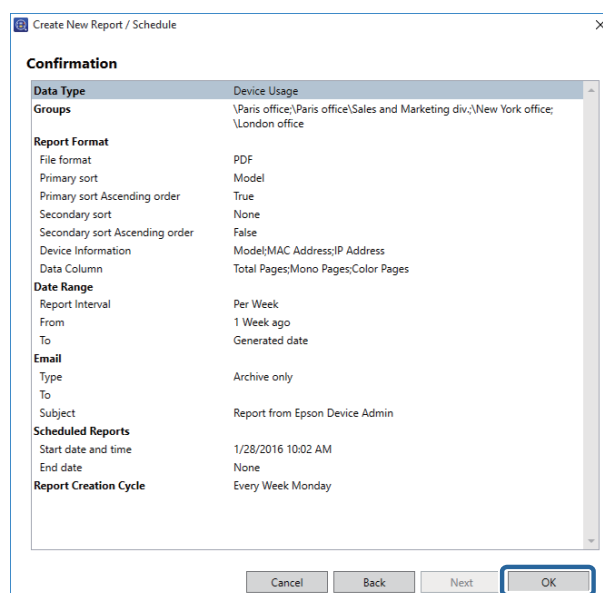 Create New Report / Schedule
Confirmation
Data Type Device Usage
Groups \Paris office;\Paris office\Sales and Marketing div.;\New York office;
\London office
Report Format
File format PDF
Primary sort Model
Primary sort Ascending order True
Secondary sort None
Secondary sort Ascending order False
Device Information Model;MAC Address;IP Address
Data Column Total Pages;Mono Pages;Color Pages
Date Range
Report Interval Per Week
From 1 Week ago
To Generated date
Email
Type Archive only
To
Subject Report from Epson Device Admin
Scheduled Reports
Start date and time 1/28/2016 10:02 AM
End date None
Report Creation Cycle Every Week Monday
Cancel Back Next OK